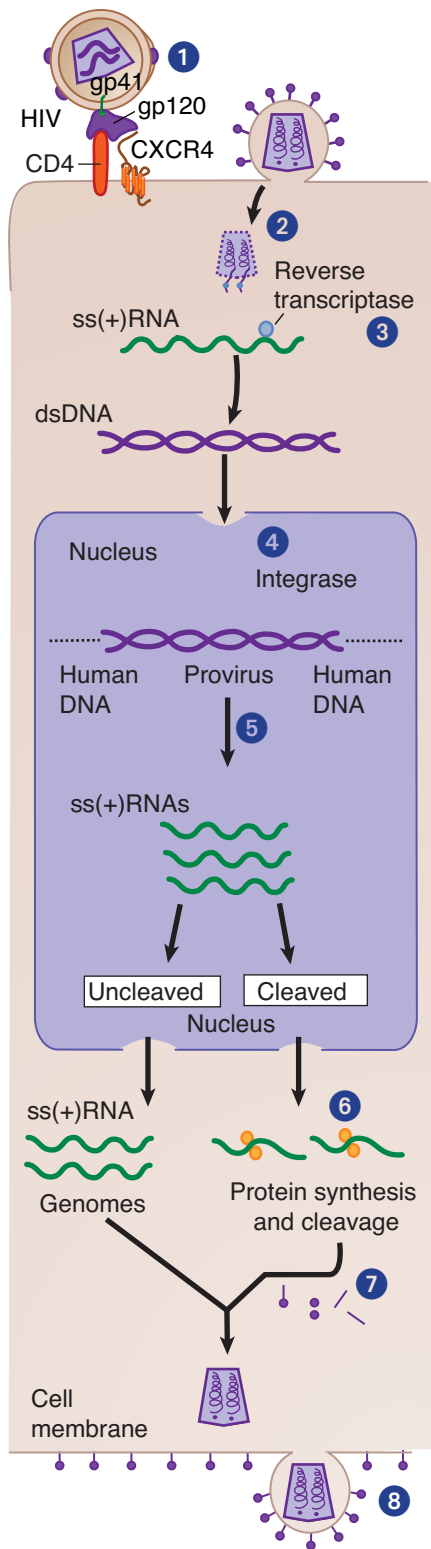 1
gp41
gp120
HIV
CXCR4
CD4
2
Reverse
transcriptase
ss(+)RNA
3
dsDNA
4
Nucleus
Integrase
Human
DNA
Provirus
Human
DNA
5
ss(+)RNAs
Uncleaved
Cleaved
Nucleus
6
ss(+)RNA
Genomes
Protein synthesis
and cleavage
7
Cell
membrane
8